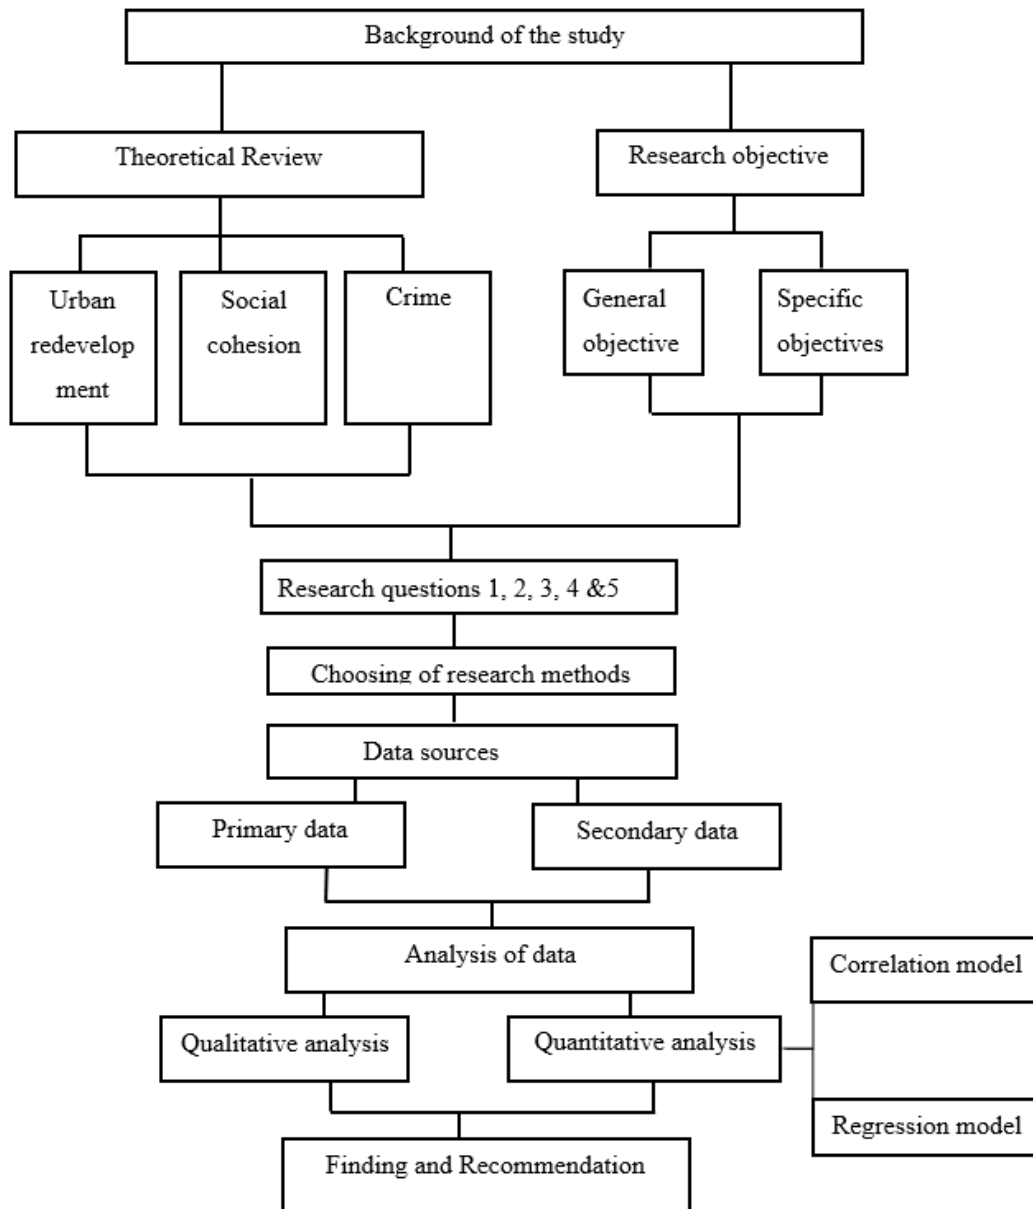 Background of the study
Theoretical Review
Research objective
Urban
redevelop
ment
Social
cohesion
Crime
General
objective
Specific
objectives
Research questions 1, 2, 3, 4 &5
Choosing of research methods
Data sources
Primary data
Secondary data
Analysis of data
Correlation model
Qualitative analysis
Quantitative analysis
Regression model
Finding and Recommendation